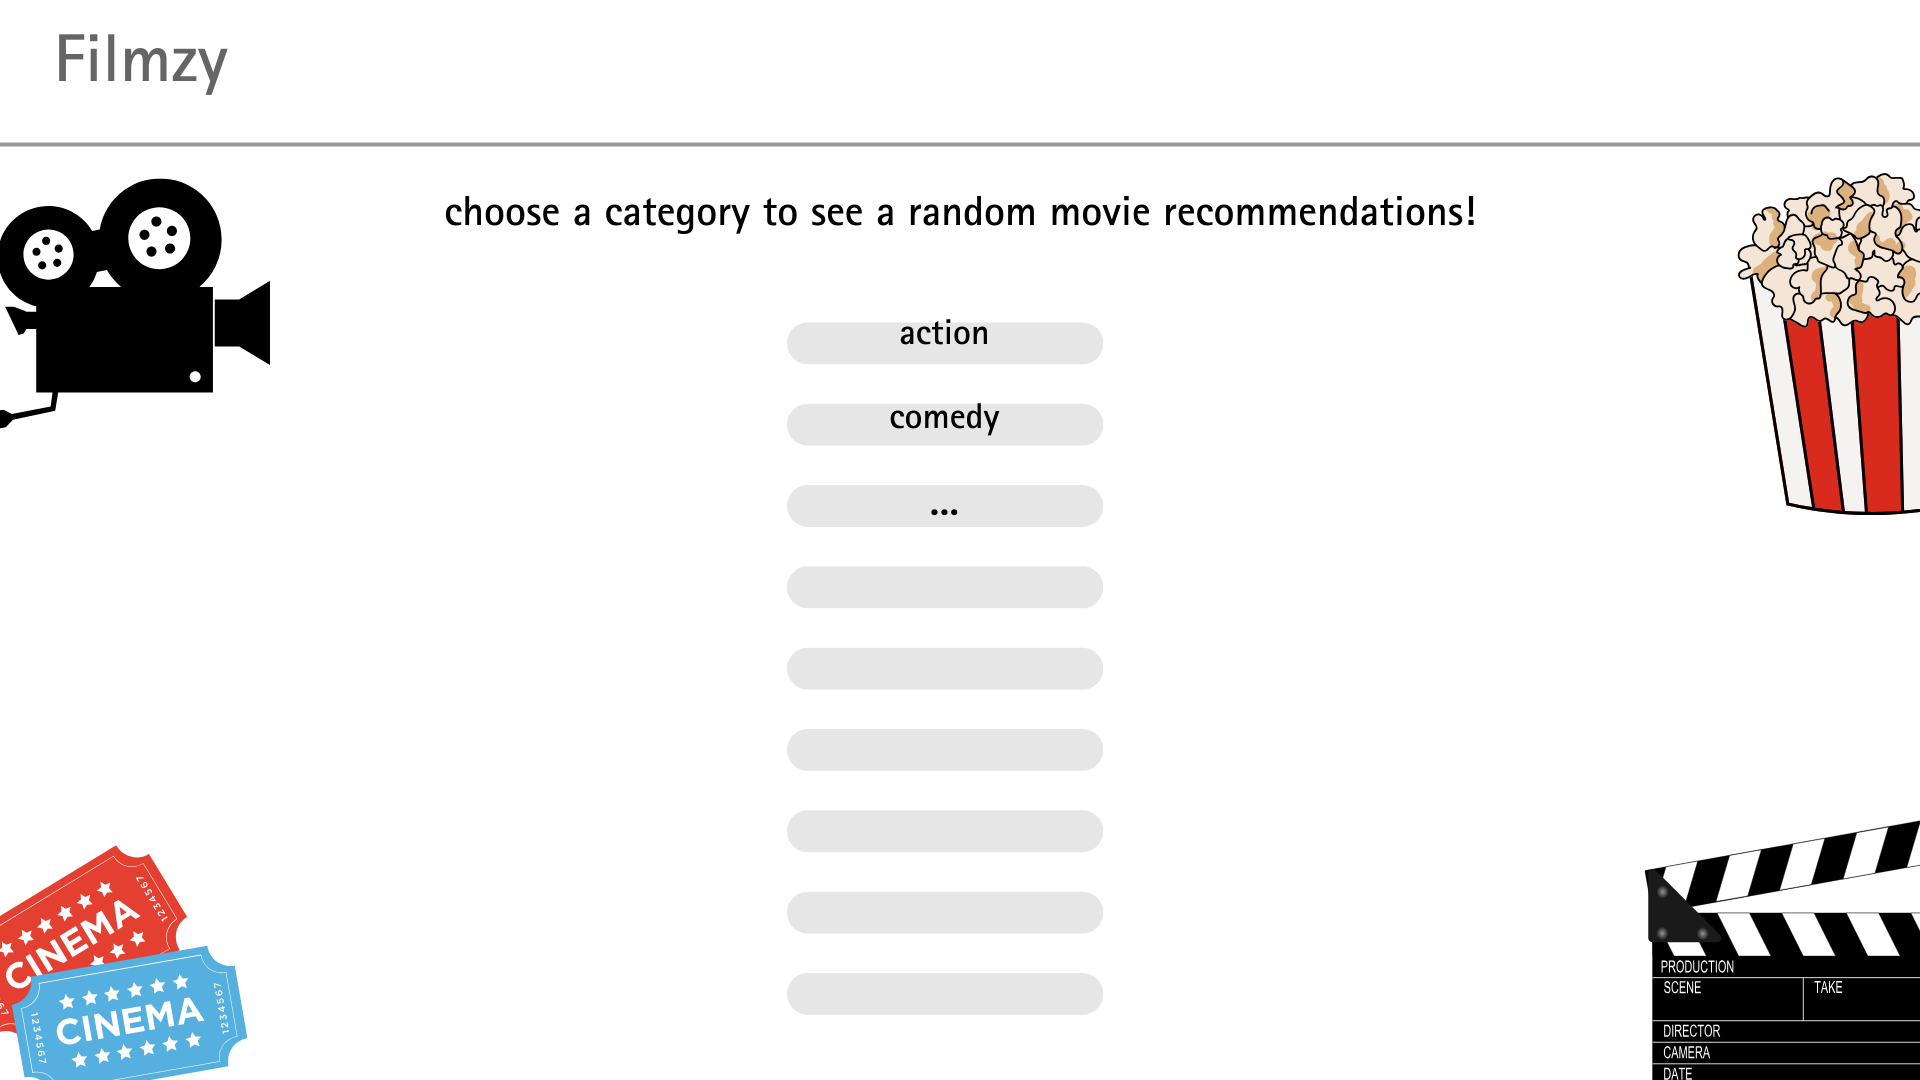 Filmzy
choose a category to see a random movie recommendations!
action
comedy
...
CINEMA
1234567
CINEMA
1234567
1234567
PRODUCTION
SCENE
TAKE
DIRECTOR
CAMERA
DATE